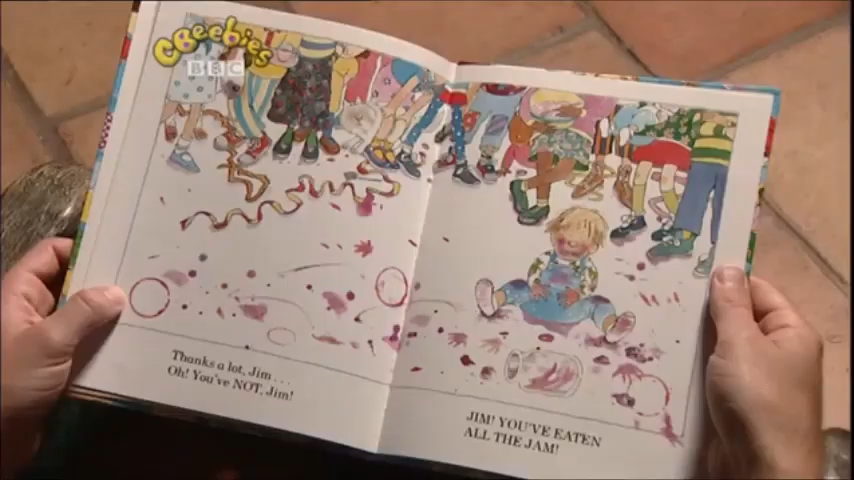 CBeebies
BBC
Thanks a lot, Jim...
Oh! You've NOT, Jim!
JIM! YOU'VE EATEN
ALL THE JAM!